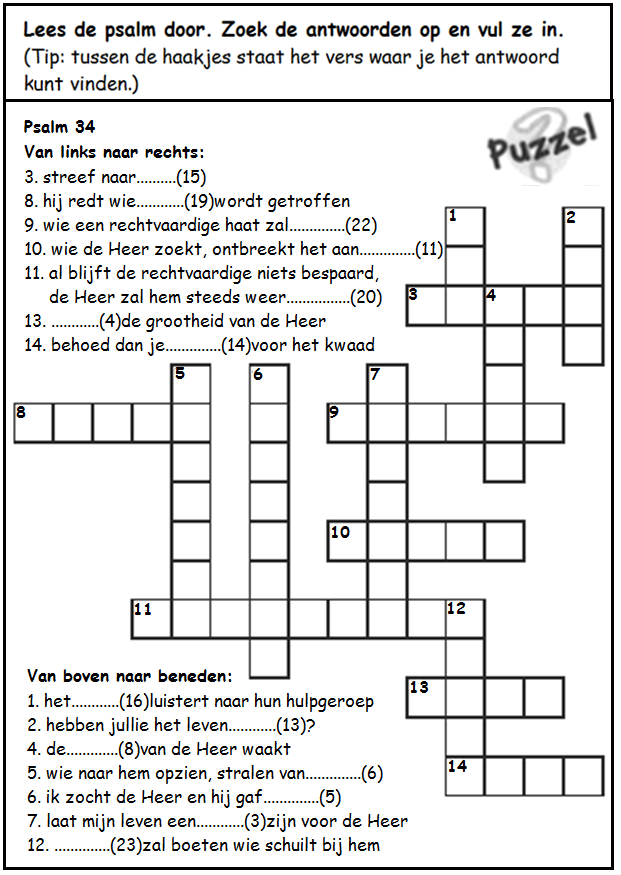 Lees de psalm door. Zoek de antwoorden op en vul ze in.
(Tip: tussen de haakjes staat het vers waar je het antwoord
kunt vinden.)
Psalm 34
Puzzel
Van links naar rechts:
3. streef naar.........(15)
8. hij redt wie............(19)wordt getroffen
9. wie een rechtvaardige haat zal.............(22)
10. wie de Heer zoekt, ontbreekt het aan.............(11)
11. al blijft de rechtvaardige niets bespaard,
de Heer zal hem steeds weer................(20)
13. ............(4)de grootheid van de Heer
14. behoed dan je.............(14)voor het kwaad
1 2
3 4
5 6 7
8 9
10
11 12
13
14
Van boven naar beneden:
1. het............(16)luistert naar hun hulpgeroep
2. hebben jullie het leven............(13)?
4. de............(8)van de Heer waakt
5. wie naar hem opzien, stralen van.............(6)
6. ik zocht de Heer en hij gaf.............(5)
7. laat mijn leven een............(3)zijn voor de Heer
12. .............(23)zal boeten wie schuilt bij hem